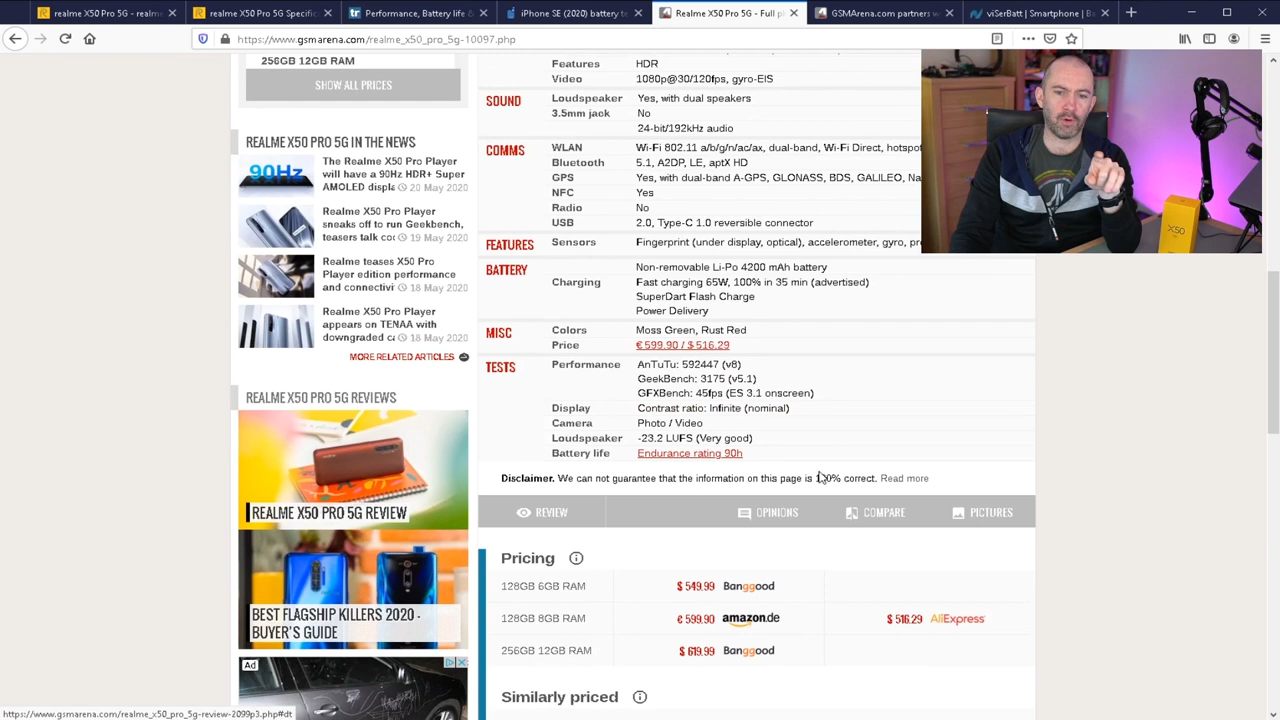 realme X50 Pro 5G - realme
realme X50 Pro 5G Specific
Performance, Battery life &
iPhone SE (2020) battery te
Realme X50 Pro 5G - Full p
GSMArena.com partners w
viSerBatt | Smartphone | B
https://www.gsmarena.com/realme_x50_pro_5g-10097.php
256GB 12GB RAM
SHOW ALL PRICES
REALME X50 PRO 5G IN THE NEWS
90Hz
The Realme X50 Pro Player
will have a 90Hz HDR+ Super
AMOLED displa 20 May 2020
Realme X50 Pro Player
sneaks off to run Geekbench,
teasers talk co 19 May 2020
Realme teases X50 Pro
Player edition performance
and connectivi 18 May 2020
Realme X50 Pro Player
appears on TENAA with
downgraded ca 18 May 2020
MORE RELATED ARTICLES
REALME X50 PRO 5G REVIEWS
REALME X50 PRO 5G REVIEW
BEST FLAGSHIP KILLERS 2020 -
BUYER'S GUIDE
Ad
Features HDR
Video 1080p@30/120fps, gyro-EIS
SOUND Loudspeaker Yes, with dual speakers
3.5mm jack No
24-bit/192kHz audio
COMMS WLAN Wi-Fi 802.11 a/b/g/n/ac/ax, dual-band, Wi-Fi Direct, hotspot
Bluetooth 5.1, A2DP, LE, aptX HD
GPS Yes, with dual-band A-GPS, GLONASS, BDS, GALILEO, Na
NFC Yes
Radio No
USB 2.0, Type-C 1.0 reversible connector
FEATURES Sensors Fingerprint (under display, optical), accelerometer, gyro, pr
BATTERY Non-removable Li-Po 4200 mAh battery
Charging Fast charging 65W, 100% in 35 min (advertised)
SuperDart Flash Charge
Power Delivery
MISC Colors Moss Green, Rust Red
Price € 599.90 / $ 516.29
TESTS Performance AnTuTu: 592447 (v8)
GeekBench: 3175 (v5.1)
GFXBench: 45fps (ES 3.1 onscreen)
Display Contrast ratio: Infinite (nominal)
Camera Photo / Video
Loudspeaker -23.2 LUFS (Very good)
Battery life Endurance rating 90h
Disclaimer. We can not guarantee that the information on this page is 100% correct. Read more
REVIEW OPINIONS COMPARE PICTURES
Pricing
128GB 6GB RAM $ 549.99 Banggood
128GB 8GB RAM € 599.90 amazon.de $ 516.29 AliExpress
256GB 12GB RAM $ 619.99 Banggood
Similarly priced
X50
https://www.gsmarena.com/realme_x50_pro_5g-review-2099p3.php#dt